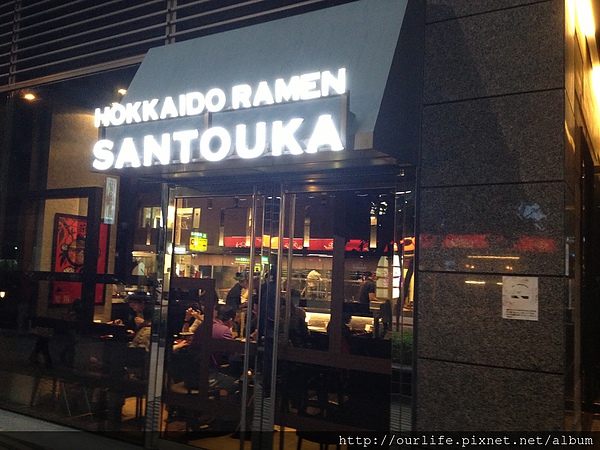 HOKKAIDO RAMEN
SANTOUKA
http://ourlife.pixnet.net/album